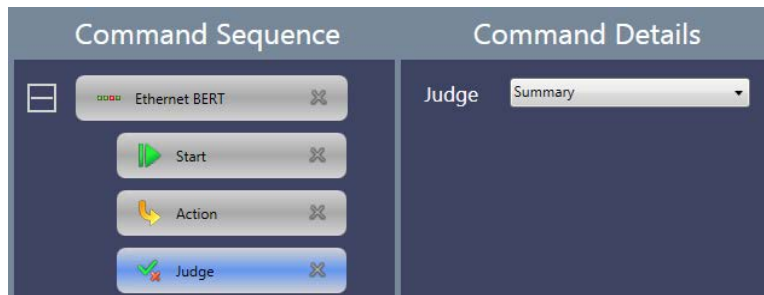 Command Sequence
Command Details
Ethernet BERT
Judge
Summary
Start
Action
Judge